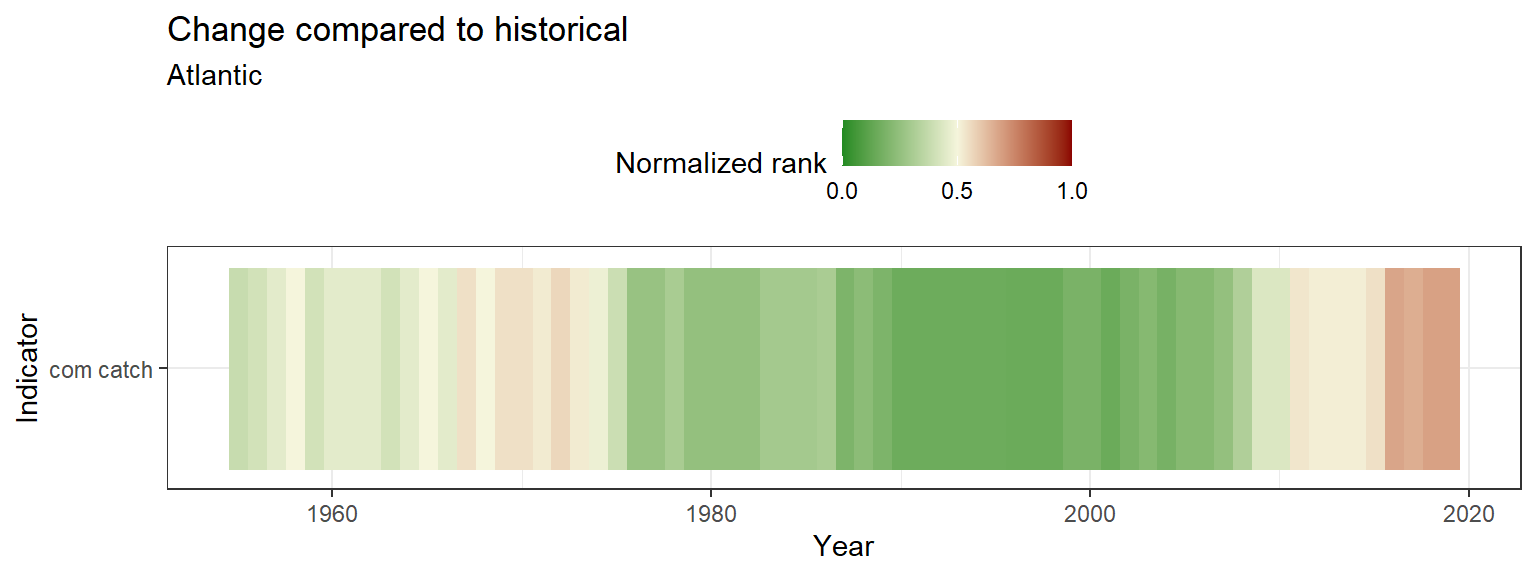 Change compared to historical
Atlantic
Normalized rank
0.0 0.5 1.0
Indicator
com catch
1960 1980 2000 2020
Year